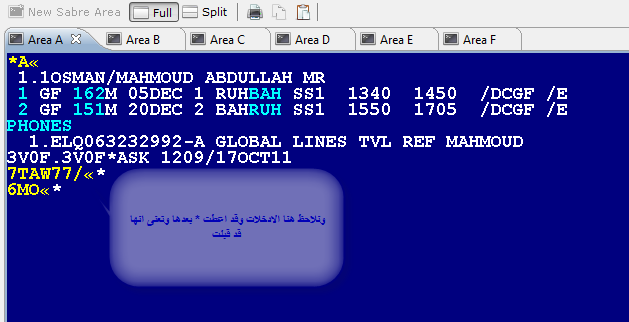 New Sabre Area Full Split
Area A Area B Area C Area D Area E Area F
*A«
1.1OSMAN/MAHMOUD ABDULLAH MR
1 GF 162M 05DEC 1 RUHBAH SS1 1340 1450 /DCGF /E
2 GF 151M 20DEC 2 BAHRUH SS1 1550 1705 /DCGF /E
PHONES
1.ELQ063232992-A GLOBAL LINES TVL REF MAHMOUD
3V0F.3V0F*ASK 1209/17OCT11
7TAW77/«*
6MO«*
ونلاحظ هنا الادخلات وقد اعطت * بعدها وتعنى انها
قد قبلت